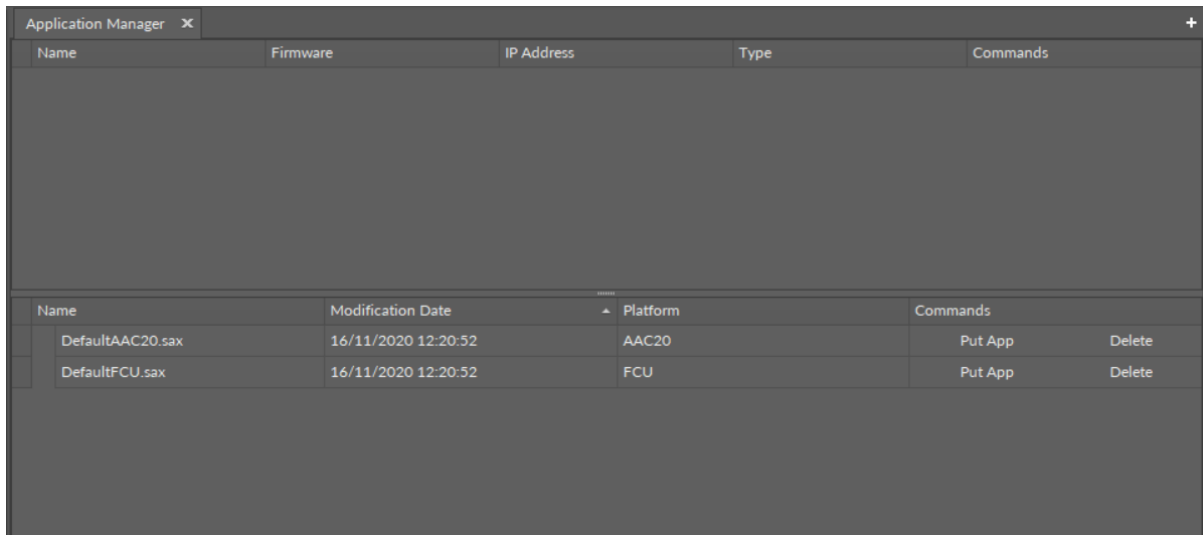 Application Manager ×
+
Name Firmware IP Address Type Commands
Name Modification Date Platform Commands
DefaultAAC20.sax 16/11/2020 12:20:52 AAC20 Put App Delete
DefaultFCU.sax 16/11/2020 12:20:52 FCU Put App Delete